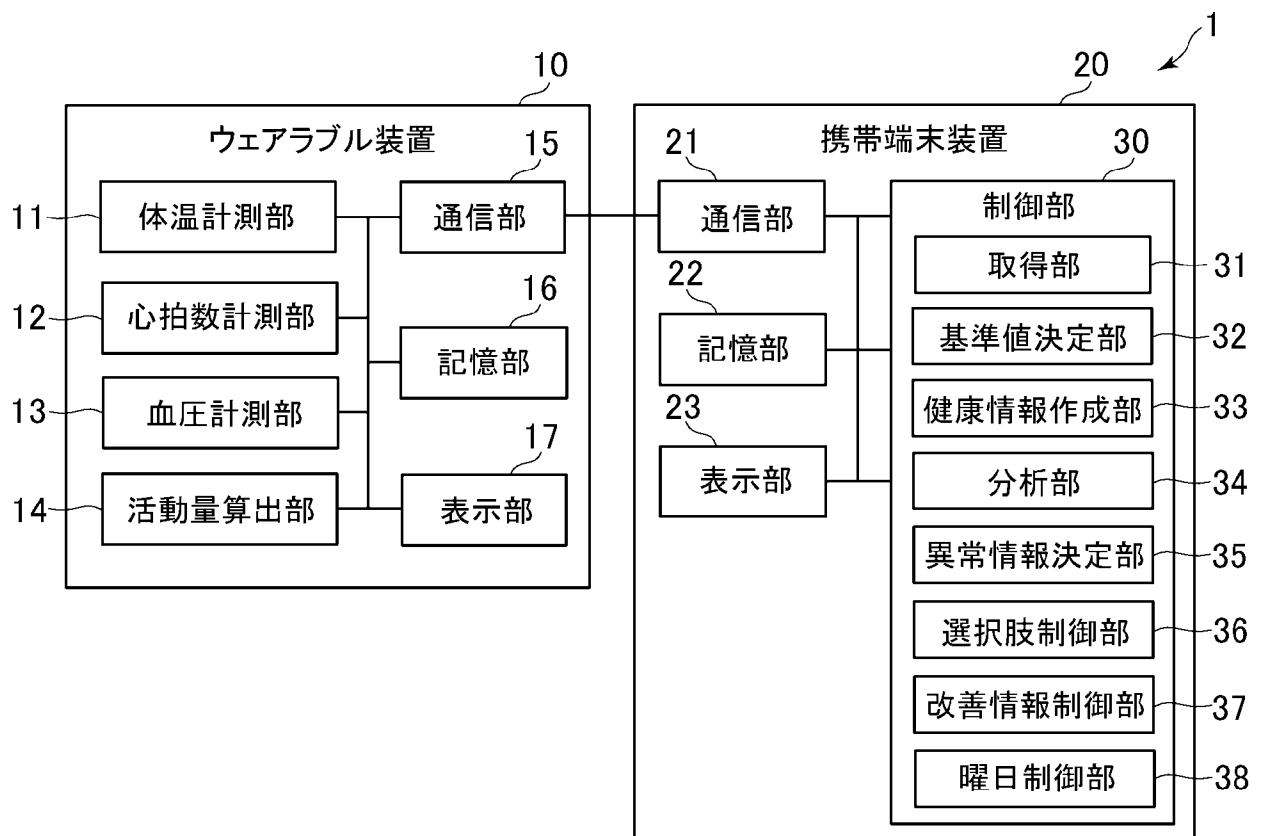 1
10
ウェアラブル装置
11
体温計測部
12
心拍数計測部
13
血圧計測部
14
活動量算出部
15
通信部
16
記憶部
17
表示部
20
携帯端末装置
21
通信部
22
記憶部
23
表示部
30
制御部
取得部
31
基準値決定部
32
健康情報作成部
33
分析部
34
異常情報決定部
35
選択肢制御部
36
改善情報制御部
37
曜日制御部
38